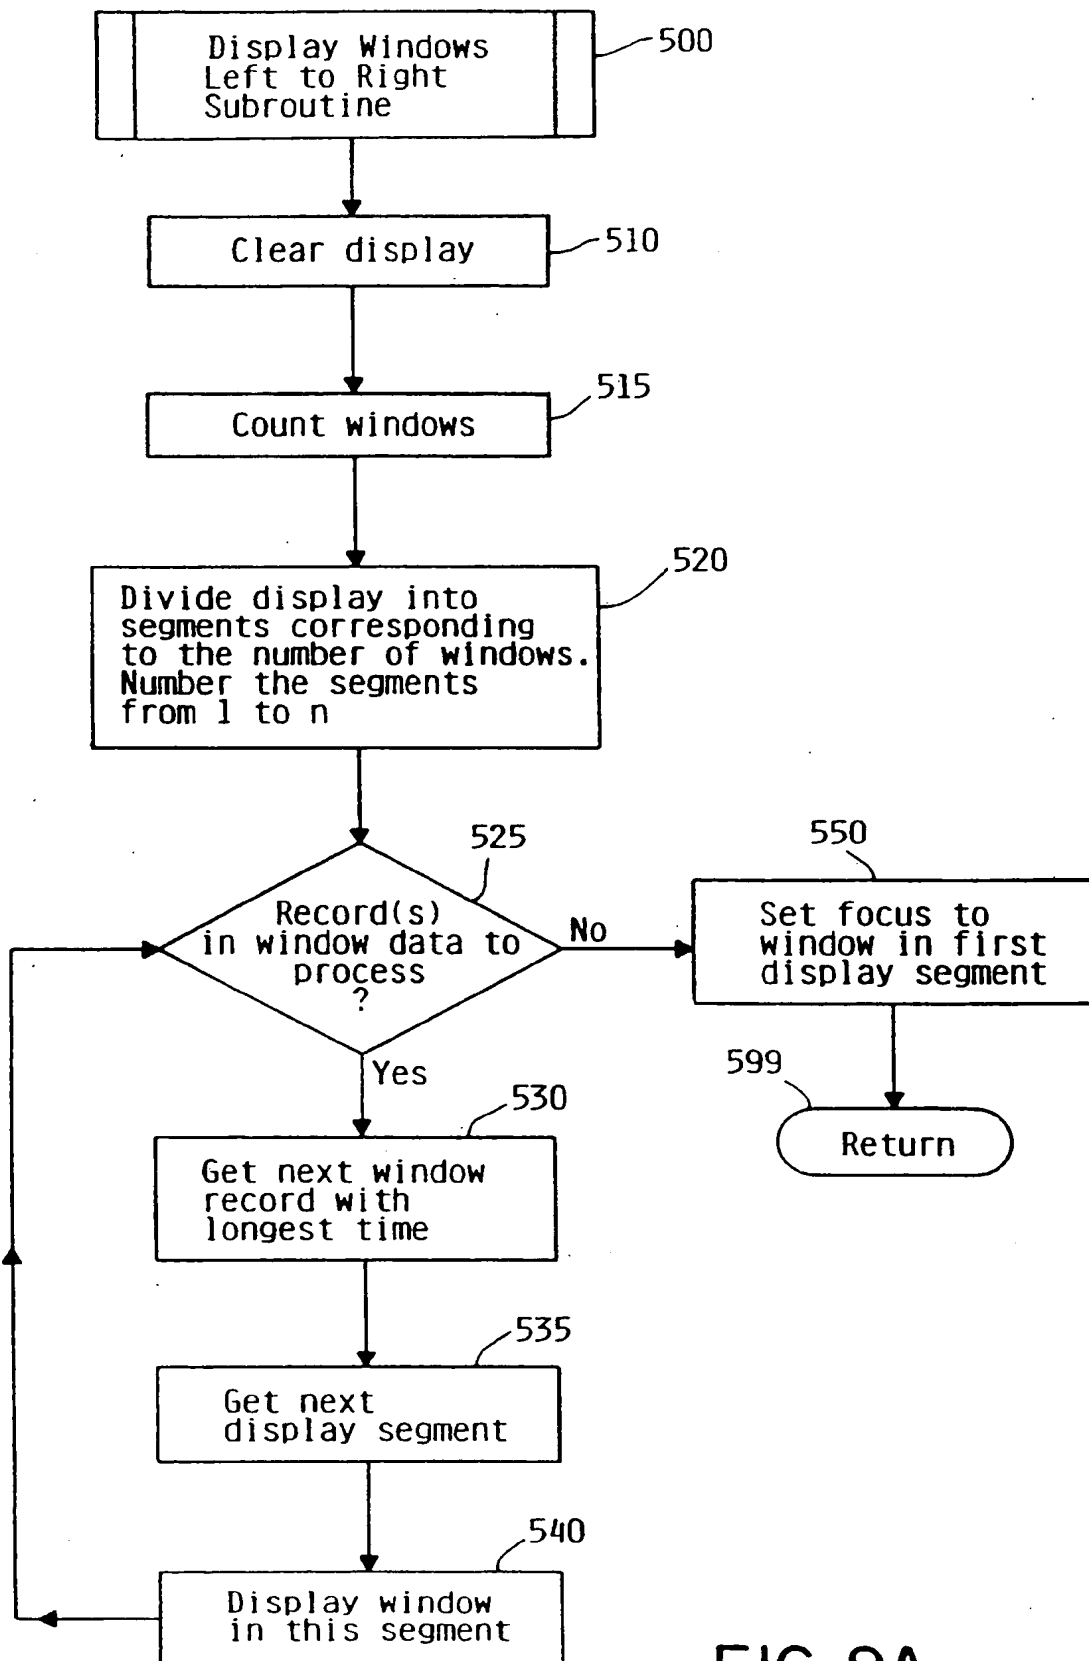 Display Windows
Left to Right
Subroutine
500
Clear display
510
Count windows
515
520
Divide display into
segments corresponding
to the number of windows.
Number the segments
from 1 to n
525
Record(s)
in window data to
process
?
No
550
Set focus to
window in first
display segment
599
Return
Yes
530
Get next window
record with
longest time
535
Get next
display segment
540
Display window
in this segment